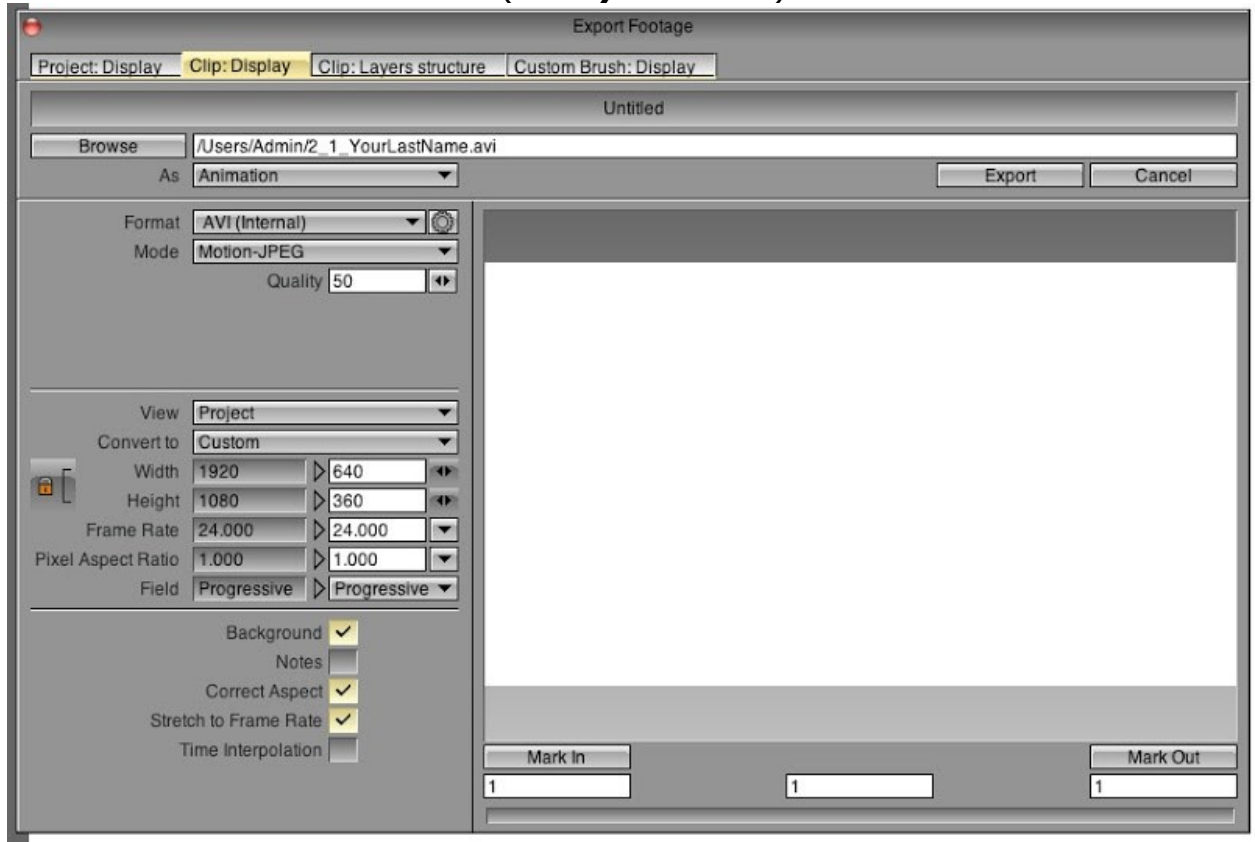 Export Footage
Project: Display Clip: Display Clip: Layers structure Custom Brush: Display
Untitled
Browse /Users/Admin/2_1_YourLastName.avi
As Animation Export Cancel
Format AVI (Internal)
Mode Motion-JPEG
Quality 50
View Project
Convert to Custom
Width 1920 640
Height 1080 360
Frame Rate 24.000 24.000
Pixel Aspect Ratio 1.000 1.000
Field Progressive Progressive
Background
Notes
Correct Aspect
Stretch to Frame Rate
Time Interpolation
Mark In Mark Out
1 1 1